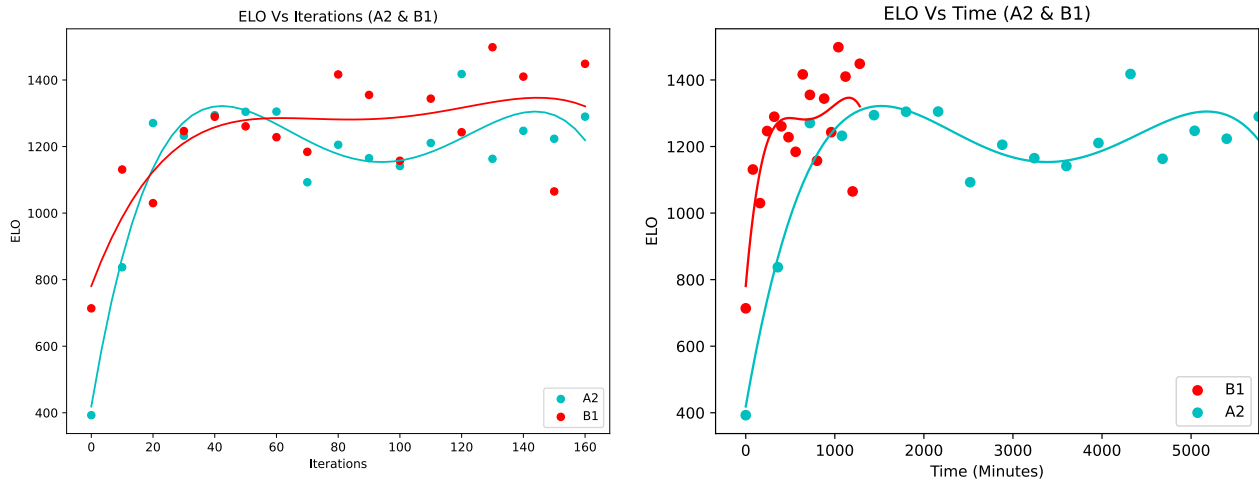 ELO Vs Iterations (A2 & B1)
1400
1200
1000
800
600
400
ELO
0 20 40 60 80 100 120 140 160
Iterations
A2
B1
ELO Vs Time (A2 & B1)
1400
1200
1000
800
600
400
ELO
0 1000 2000 3000 4000 5000
Time (Minutes)
B1
A2